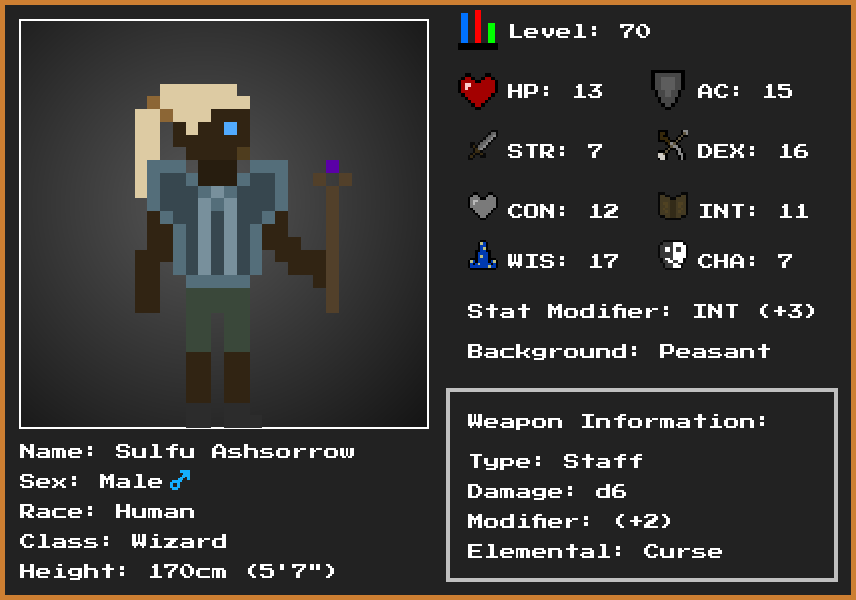 Level: 70
HP: 13
AC: 15
STR: 7
DEX: 16
CON: 12
INT: 11
WIS: 17
CHA: 7
Stat Modifier: INT (+3)
Background: Peasant
Weapon Information:
Type: Staff
Damage: d6
Modifier: (+2)
Elemental: Curse
Name: Sulfu Ashsorrow
Sex: Male♂
Race: Human
Class: Wizard
Height: 170cm (5'7")